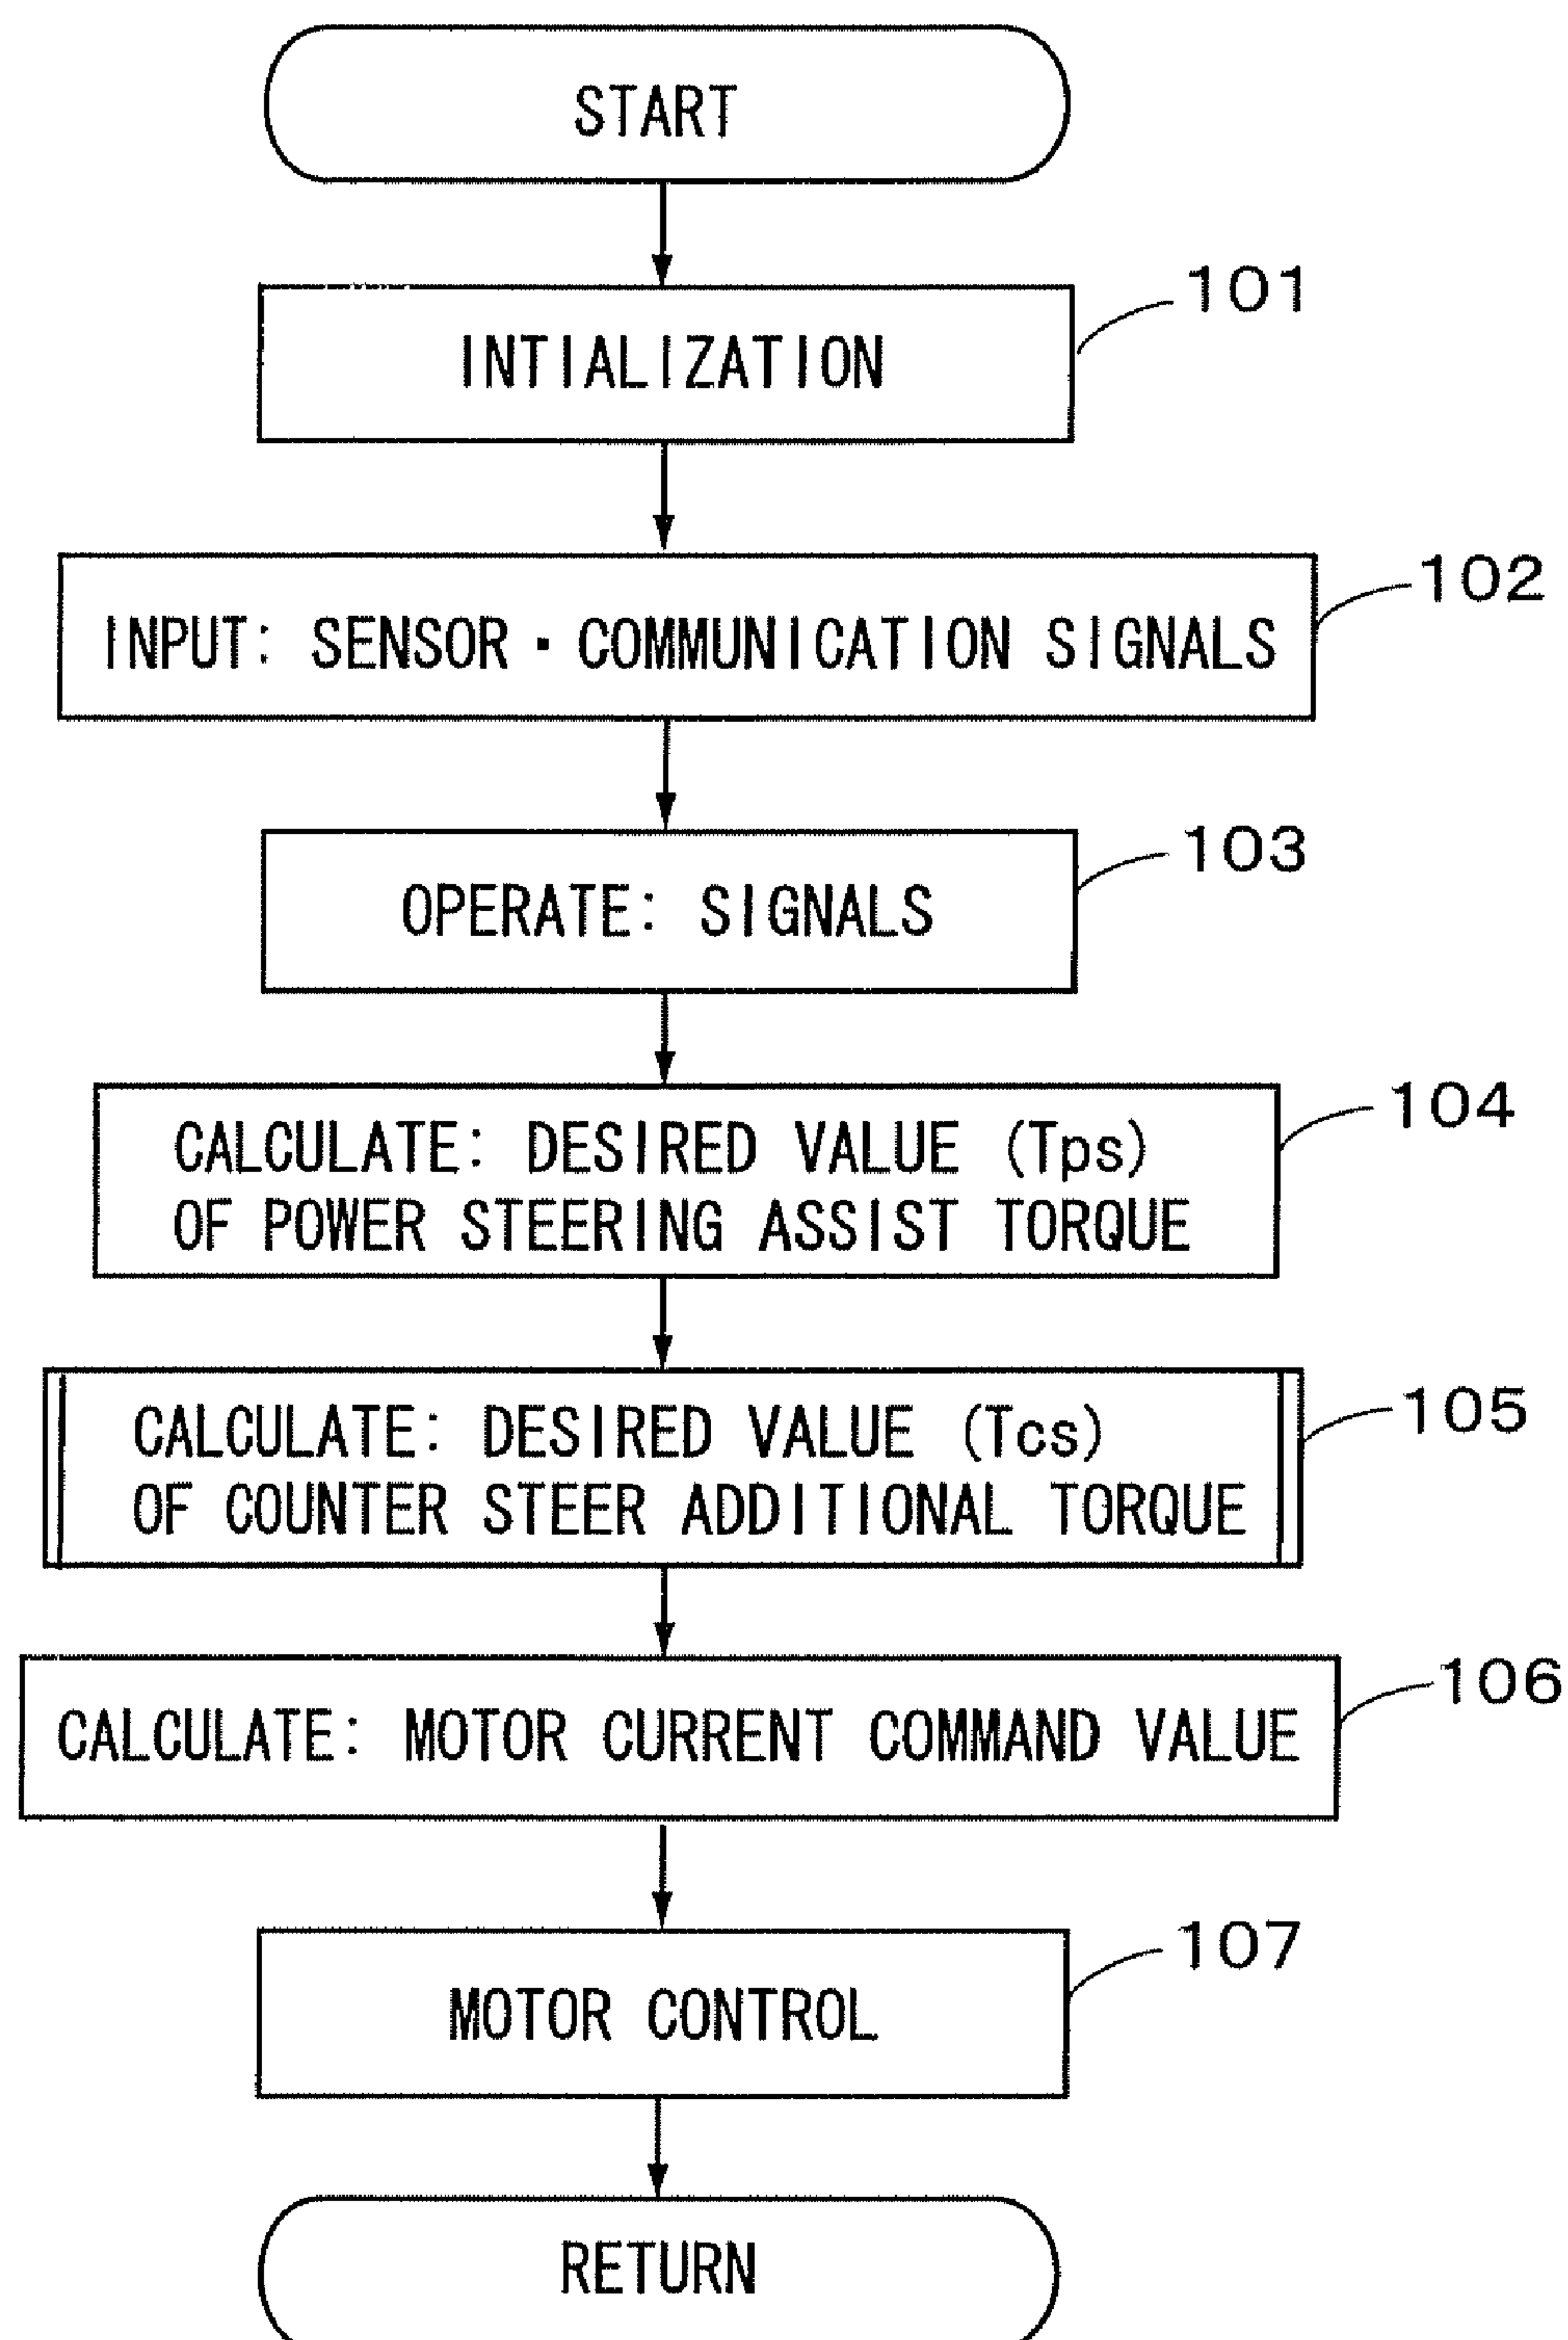 START
101
INTIALIZATION
102
INPUT: SENSOR・COMMUNICATION SIGNALS
103
OPERATE: SIGNALS
104
CALCULATE: DESIRED VALUE (Tps)
OF POWER STEERING ASSIST TORQUE
105
CALCULATE: DESIRED VALUE (Tcs)
OF COUNTER STEER ADDITIONAL TORQUE
106
CALCULATE: MOTOR CURRENT COMMAND VALUE
107
MOTOR CONTROL
RETURN